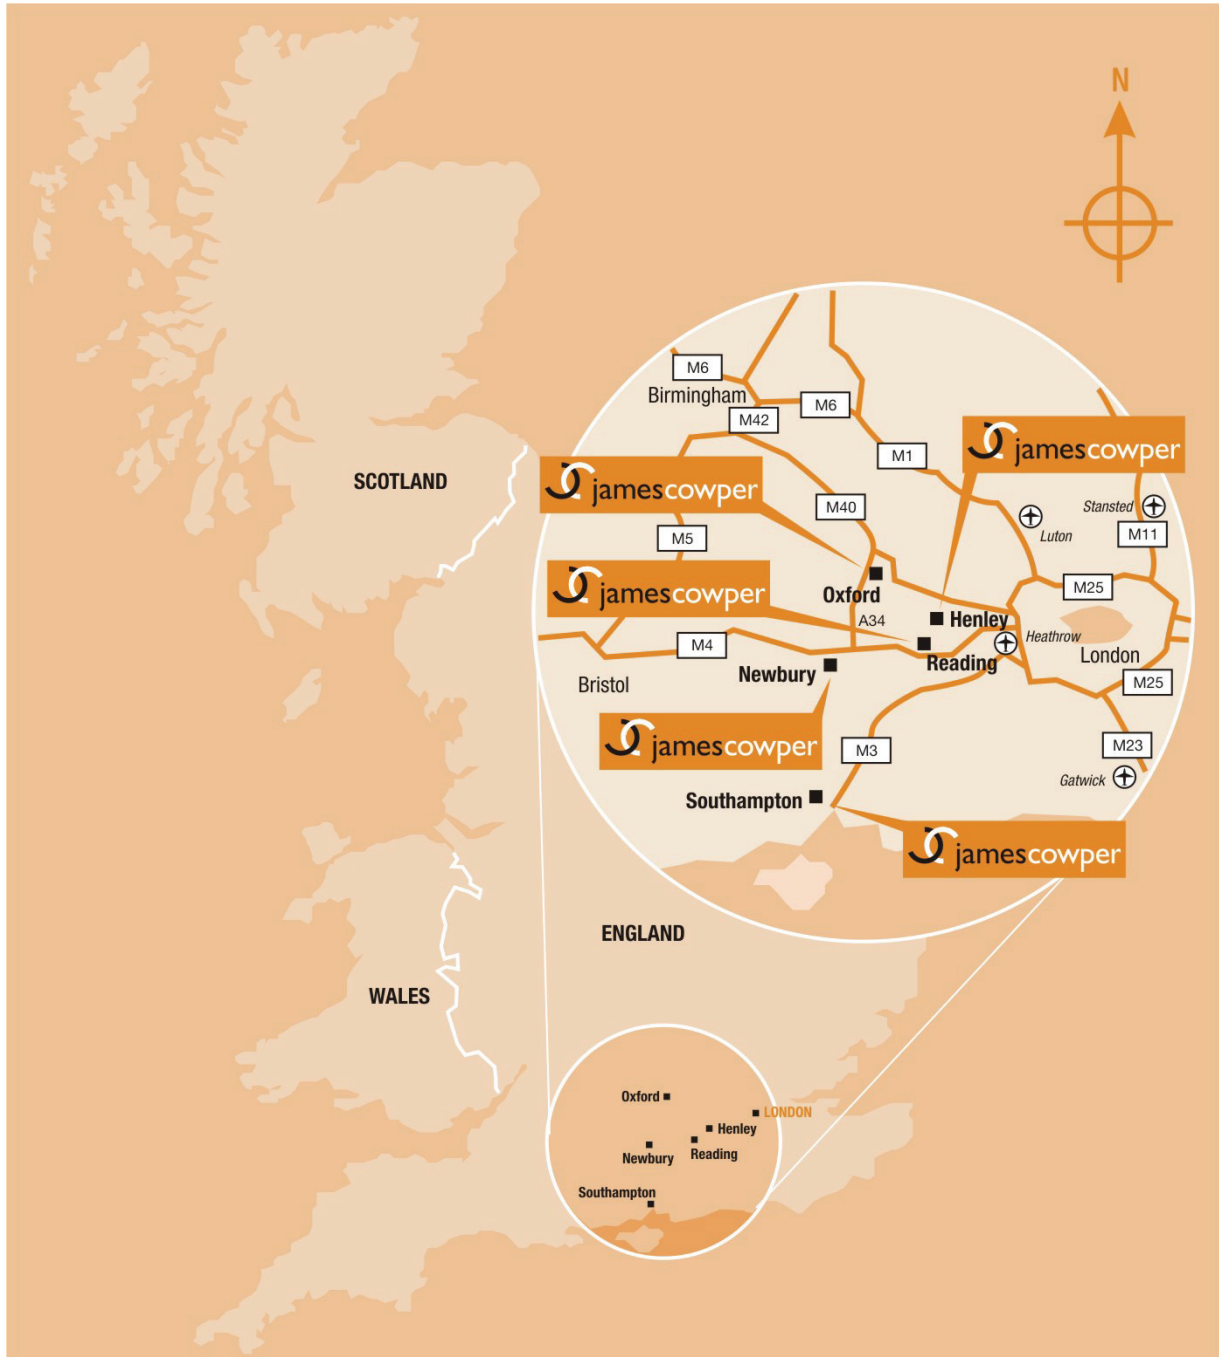 N
M6
Birmingham
M6
M42
jamescowper
M1
jamescowper
M40
Stansted
Luton
M5
M11
jamescowper
Oxford
M25
A34
Henley
Heathrow
M4
Reading
London
Newbury
Bristol
M25
jamescowper
M3
M23
Gatwick
Southampton
jamescowper
SCOTLAND
ENGLAND
WALES
Oxford
LONDON
Henley
Newbury
Reading
Southampton